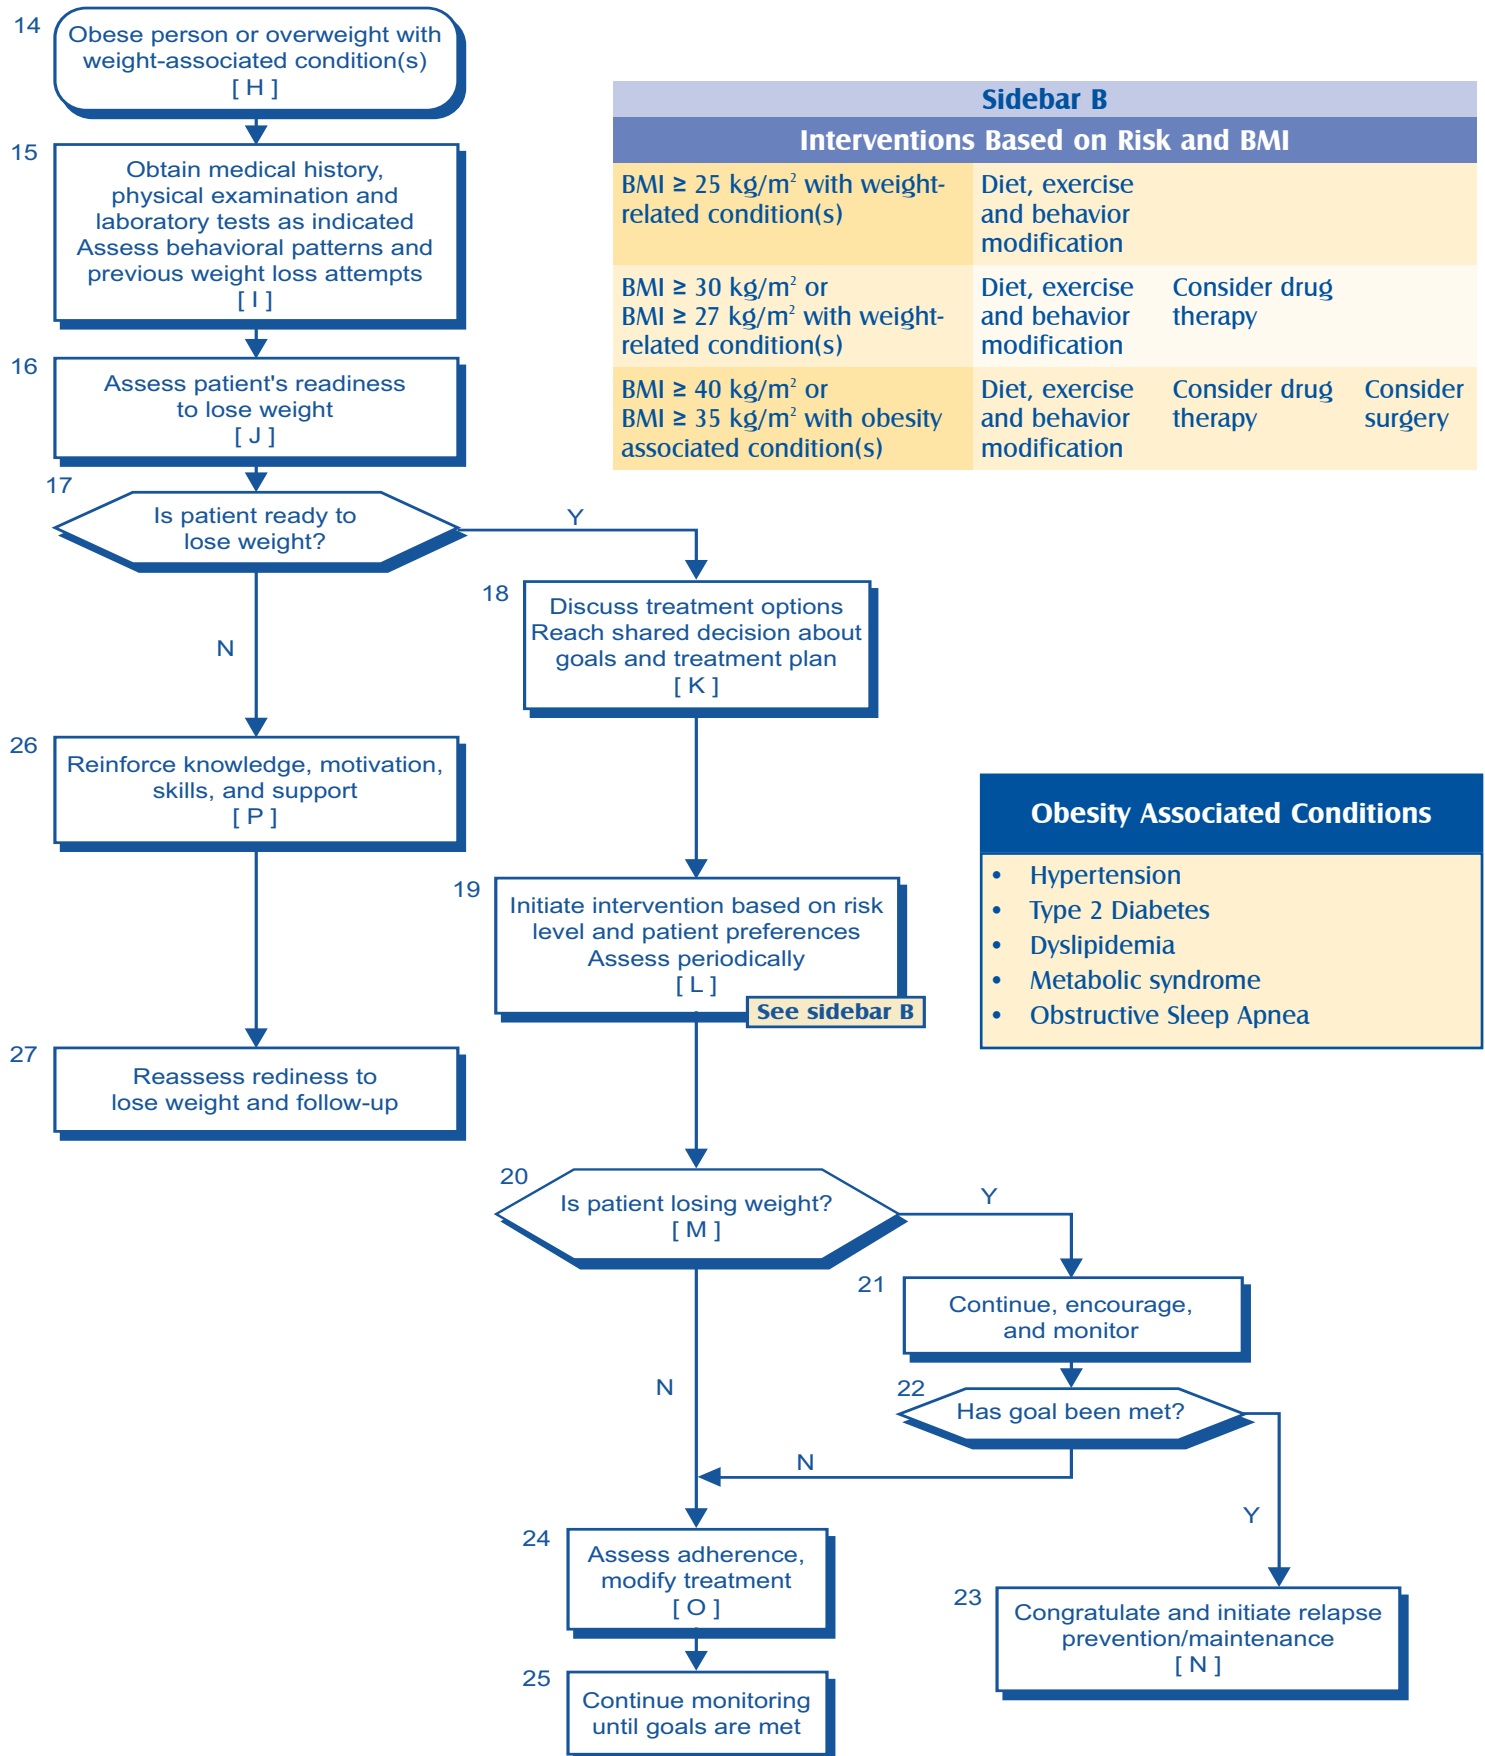 14
Obese person or overweight with
weight-associated condition(s)
[ H ]
15
Obtain medical history,
physical examination and
laboratory tests as indicated
Assess behavioral patterns and
previous weight loss attempts
[ I ]
16
Assess patient's readiness
to lose weight
[ J ]
17
Is patient ready to
lose weight?
Y
N
Sidebar B
Interventions Based on Risk and BMI
BMI ≥ 25 kg/m² with weight-
related condition(s)
Diet, exercise
and behavior
modification
BMI ≥ 30 kg/m² or
BMI ≥ 27 kg/m² with weight-
related condition(s)
Diet, exercise
and behavior
modification
Consider drug
therapy
BMI ≥ 40 kg/m² or
BMI ≥ 35 kg/m² with obesity
associated condition(s)
Diet, exercise
and behavior
modification
Consider drug
therapy
Consider
surgery
18
Discuss treatment options
Reach shared decision about
goals and treatment plan
[ K ]
26
Reinforce knowledge, motivation,
skills, and support
[ P ]
27
Reassess rediness to
lose weight and follow-up
19
Initiate intervention based on risk
level and patient preferences
Assess periodically
[ L ]
See sidebar B
Obesity Associated Conditions
• Hypertension
• Type 2 Diabetes
• Dyslipidemia
• Metabolic syndrome
• Obstructive Sleep Apnea
20
Is patient losing weight?
[ M ]
Y
N
21
Continue, encourage,
and monitor
22
Has goal been met?
N
Y
24
Assess adherence,
modify treatment
[ O ]
23
Congratulate and initiate relapse
prevention/maintenance
[ N ]
25
Continue monitoring
until goals are met